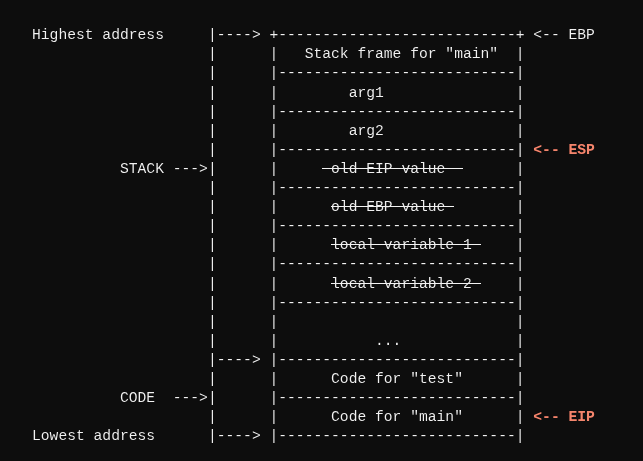 Highest address     |----> +---------------------------+ <-- EBP
                    |      |   Stack frame for "main"  |
                    |      |---------------------------|
                    |      |        arg1               |
                    |      |---------------------------|
                    |      |        arg2               |
                    |      |---------------------------| <-- ESP
          STACK --->|      |      old EIP value        |
                    |      |---------------------------|
                    |      |      old EBP value        |
                    |      |---------------------------|
                    |      |      local variable 1     |
                    |      |---------------------------|
                    |      |      local variable 2     |
                    |      |---------------------------|
                    |      |                           |
                    |      |           ...             |
                    |----> |---------------------------|
                    |      |      Code for "test"      |
          CODE  --->|      |---------------------------|
                    |      |      Code for "main"      | <-- EIP
Lowest address      |----> |---------------------------|